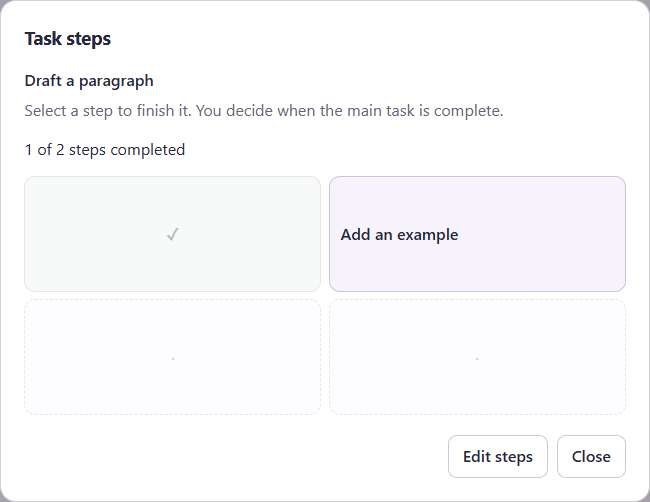 Task steps
Draft a paragraph
Select a step to finish it. You decide when the main task is complete.
1 of 2 steps completed
✓
Add an example
·
·
Edit steps
Close